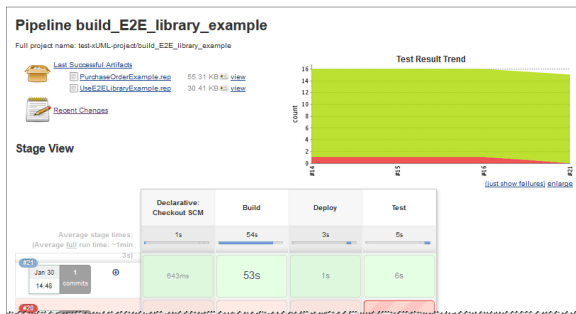 Pipeline build_E2E_library_example
Full project name: test-xUML-project/build_E2E_library_example
Last Successful Artifacts
PurchaseOrderExample.rep 55.31 KB view
UseE2ELibraryExample.rep 30.41 KB view
Recent Changes
Test Result Trend
count
16
14
12
10
8
6
4
2
0
#14
#15
#16
#21
(just show failures) enlarge
Stage View
Declarative: Checkout SCM
Build
Deploy
Test
Average stage times:
(Average full run time: ~1min 3s)
1s
54s
3s
5s
#21
Jan 30
14:48
1
commits
643ms
53s
1s
6s
#20